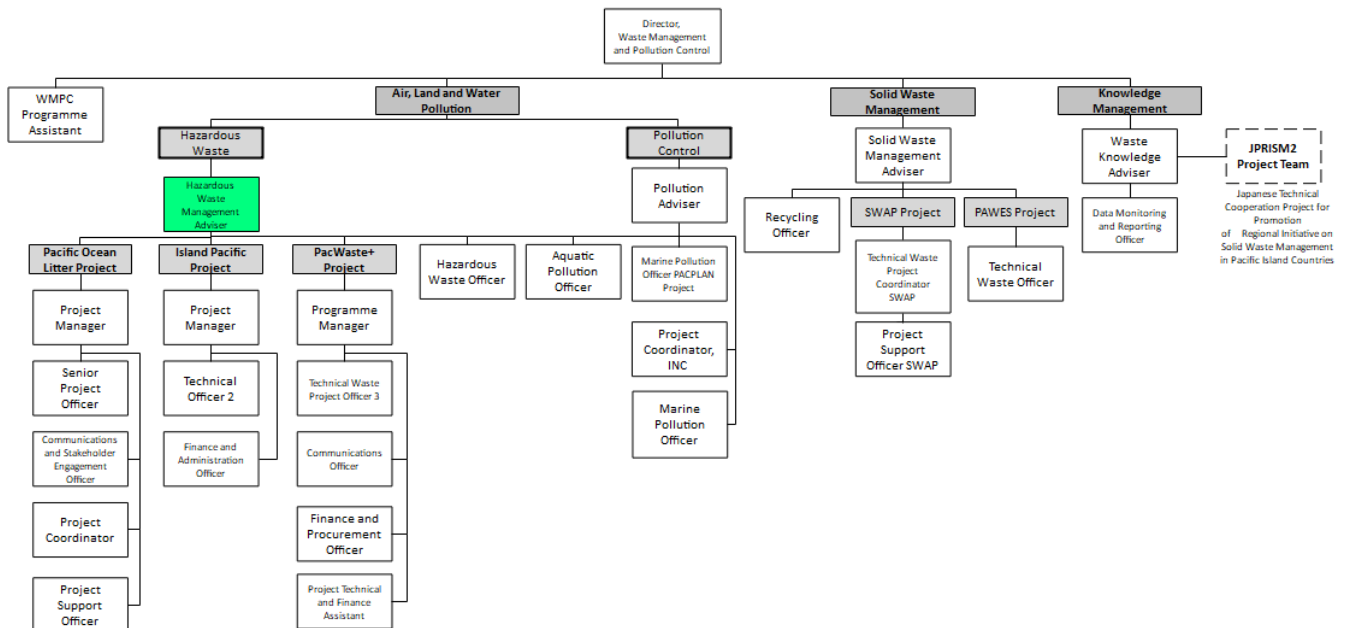 Director,
Waste Management
and Pollution Control
WMPC
Programme
Assistant
Air, Land and Water
Pollution
Solid Waste
Management
Knowledge
Management
Hazardous
Waste
Pollution
Control
Solid Waste
Management
Adviser
Waste
Knowledge
Adviser
JPRISM2
Project Team
Japanese Technical
Cooperation Project for
Promotion
of Regional Initiative on
Solid Waste Management
in Pacific Island Countries
Hazardous
Waste
Management
Adviser
Pollution
Adviser
Recycling
Officer
SWAP Project
PAWES Project
Data Monitoring
and Reporting
Officer
Pacific Ocean
Litter Project
Island Pacific
Project
PacWaste+
Project
Hazardous
Waste Officer
Aquatic
Pollution
Officer
Marine Pollution
Officer PACPLAN
Project
Technical Waste
Project
Coordinator
SWAP
Technical
Waste Officer
Project
Manager
Project
Manager
Programme
Manager
Project
Coordinator,
INC
Project
Support
Officer SWAP
Senior
Project
Officer
Technical
Officer 2
Technical Waste
Project Officer 3
Marine
Pollution
Officer
Communications
and Stakeholder
Engagement
Officer
Finance and
Administration
Officer
Communications
Officer
Project
Coordinator
Finance and
Procurement
Officer
Project
Support
Officer
Project Technical
and Finance
Assistant